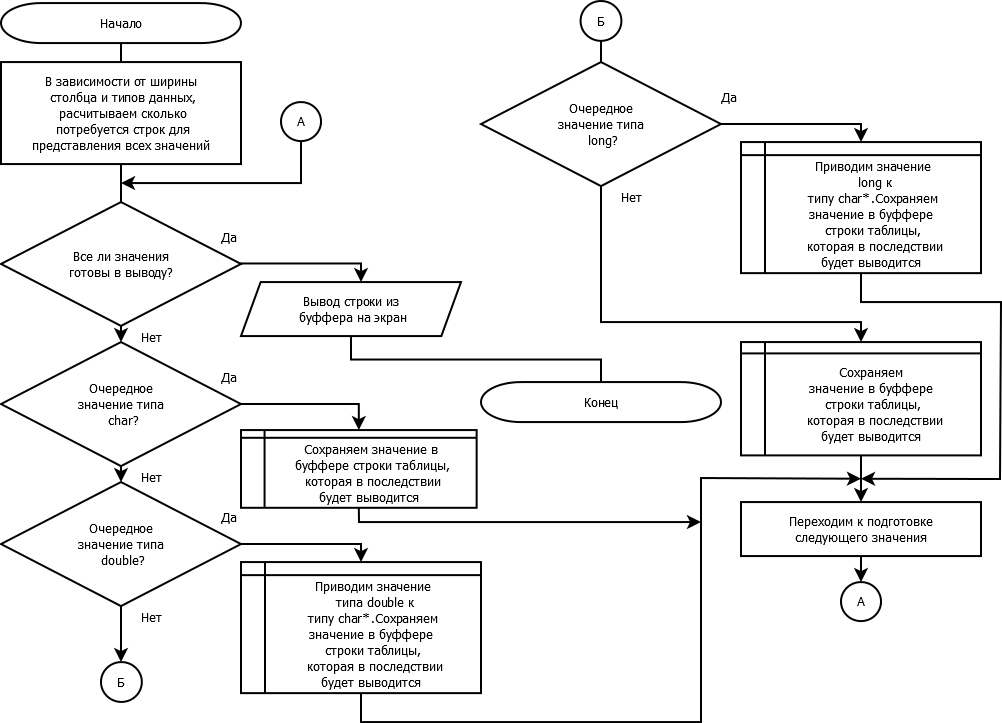 Начало
В зависимости от ширины
столбца и типов данных,
расчитываем сколько
потребуется строк для
представления всех значений
А
Все ли значения
готовы в выводу?
Да
Вывод строки из
буффера на экран
Конец
Нет
Очередное
значение типа
char?
Да
Сохраняем значение в
буффере строки таблицы,
которая в последствии
будет выводится
Нет
Очередное
значение типа
double?
Да
Приводим значение
типа double к
типу char*.Сохраняем
значение в буффере
строки таблицы,
которая в последствии
будет выводится
Нет
Б
Б
Очередное
значение типа
long?
Да
Приводим значение
long к
типу char*.Сохраняем
значение в буффере
строки таблицы,
которая в последствии
будет выводится
Нет
Сохраняем
значение в буффере
строки таблицы,
которая в последствии
будет выводится
Переходим к подготовке
следующего значения
А